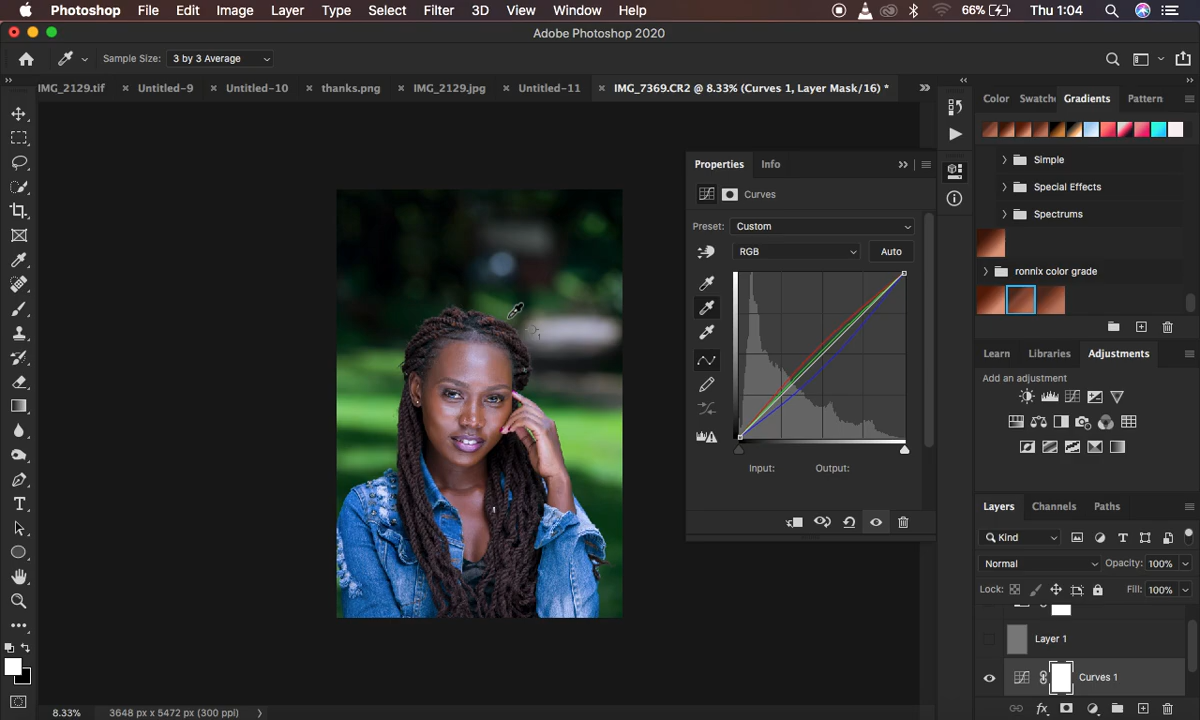 Photoshop File Edit Image Layer Type Select Filter 3D View Window Help 66% Thu 1:04
Adobe Photoshop 2020
Sample Size: 3 by 3 Average
IMG_2129.tif × Untitled-9 × Untitled-10 × thanks.png × IMG_2129.jpg × Untitled-11 × IMG_7369.CR2 @ 8.33% (Curves 1, Layer Mask/16) *
Color Swatche Gradients Pattern
Simple
Special Effects
Spectrums
ronnix color grade
Properties Info
Curves
Preset: Custom
RGB Auto
Input: Output:
Learn Libraries Adjustments
Add an adjustment
Layers Channels Paths
Kind
Normal Opacity: 100%
Lock: Fill: 100%
Layer 1
Curves 1
8.33% 3648 px x 5472 px (300 ppi)